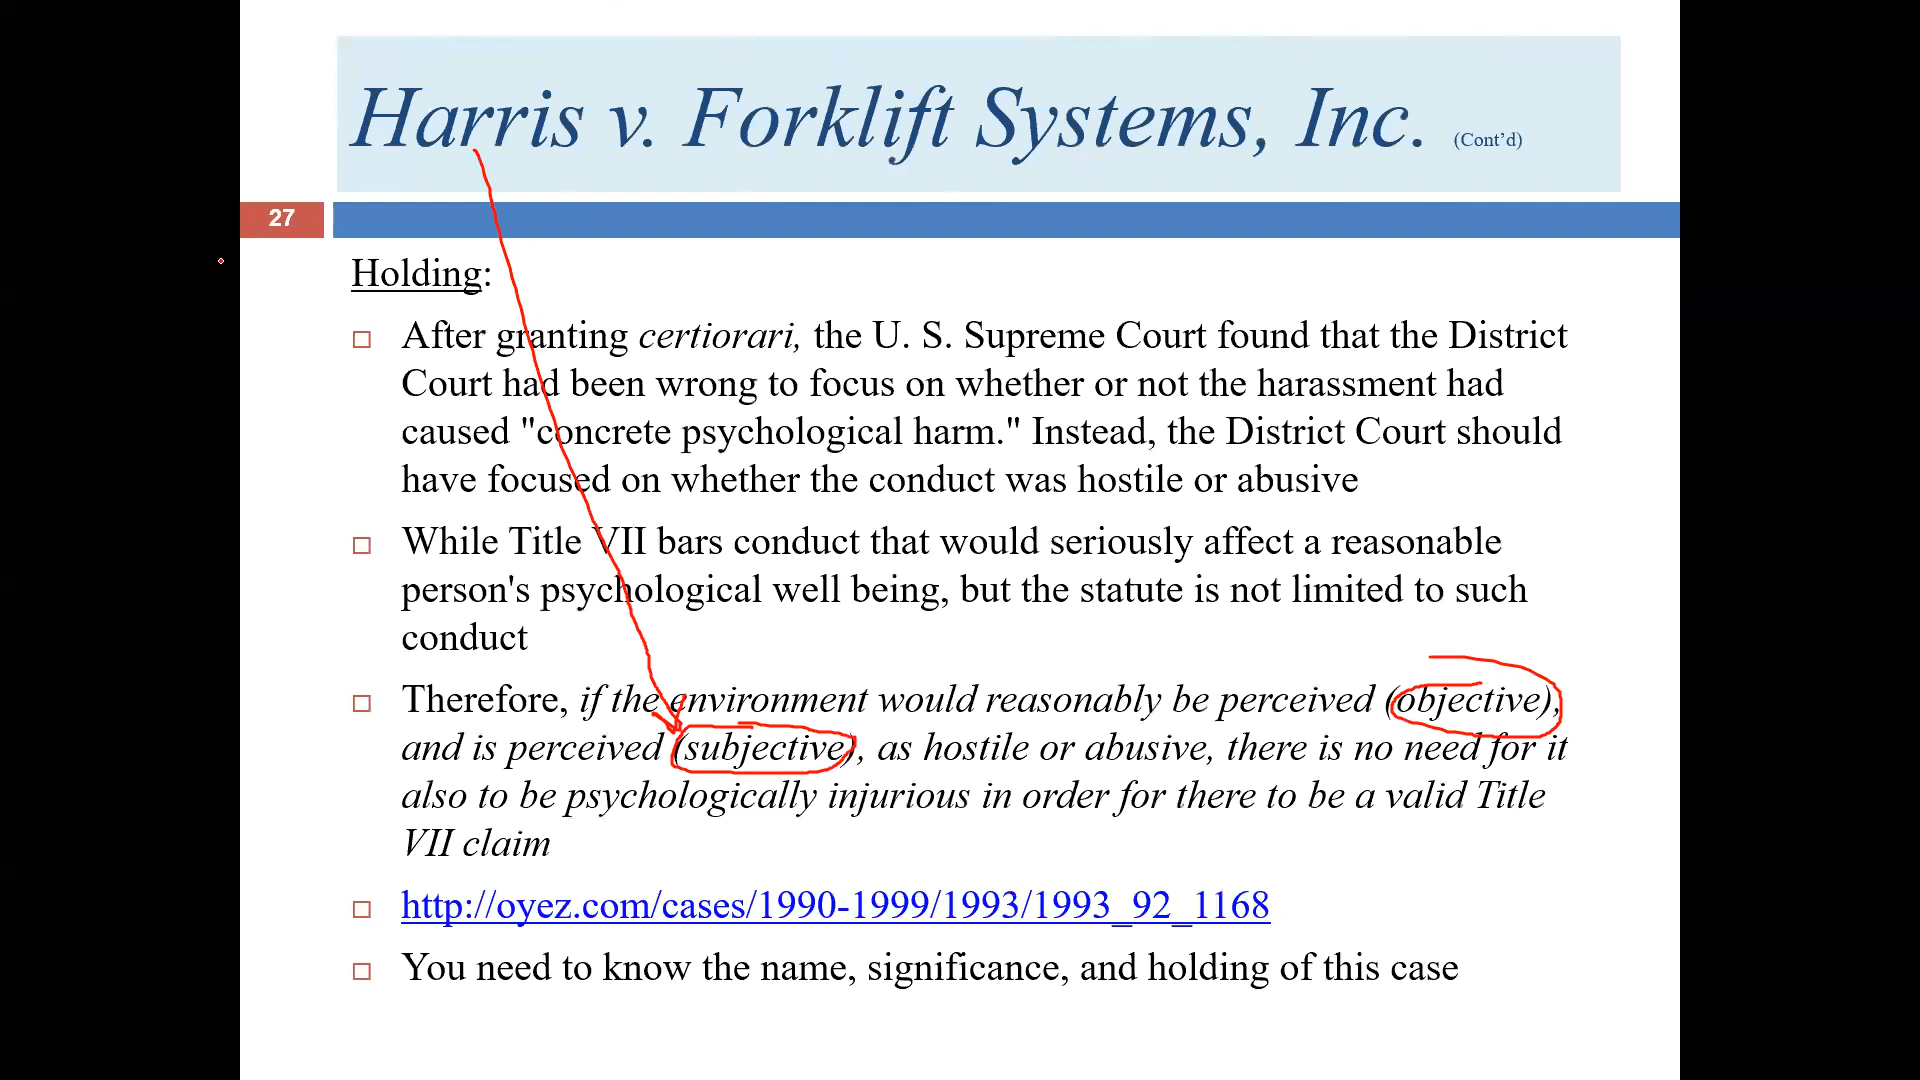 Harris v. Forklift Systems, Inc. (Cont'd)
27
Holding:
After granting certiorari, the U. S. Supreme Court found that the District
Court had been wrong to focus on whether or not the harassment had
caused "concrete psychological harm." Instead, the District Court should
have focused on whether the conduct was hostile or abusive
While Title VII bars conduct that would seriously affect a reasonable
person's psychological well being, but the statute is not limited to such
conduct
Therefore, if the environment would reasonably be perceived (objective),
and is perceived (subjective), as hostile or abusive, there is no need for it
also to be psychologically injurious in order for there to be a valid Title
VII claim
http://oyez.com/cases/1990-1999/1993/1993_92_1168
You need to know the name, significance, and holding of this case